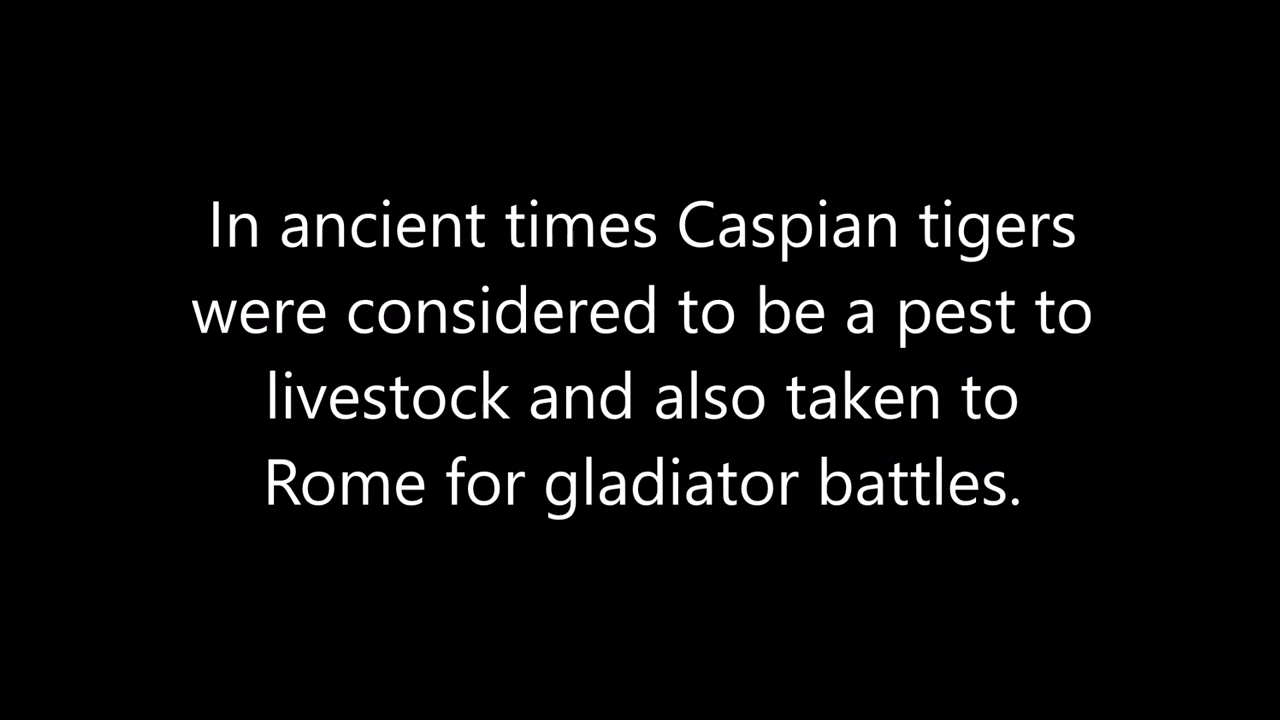 In ancient times Caspian tigers
were considered to be a pest to
livestock and also taken to
Rome for gladiator battles.